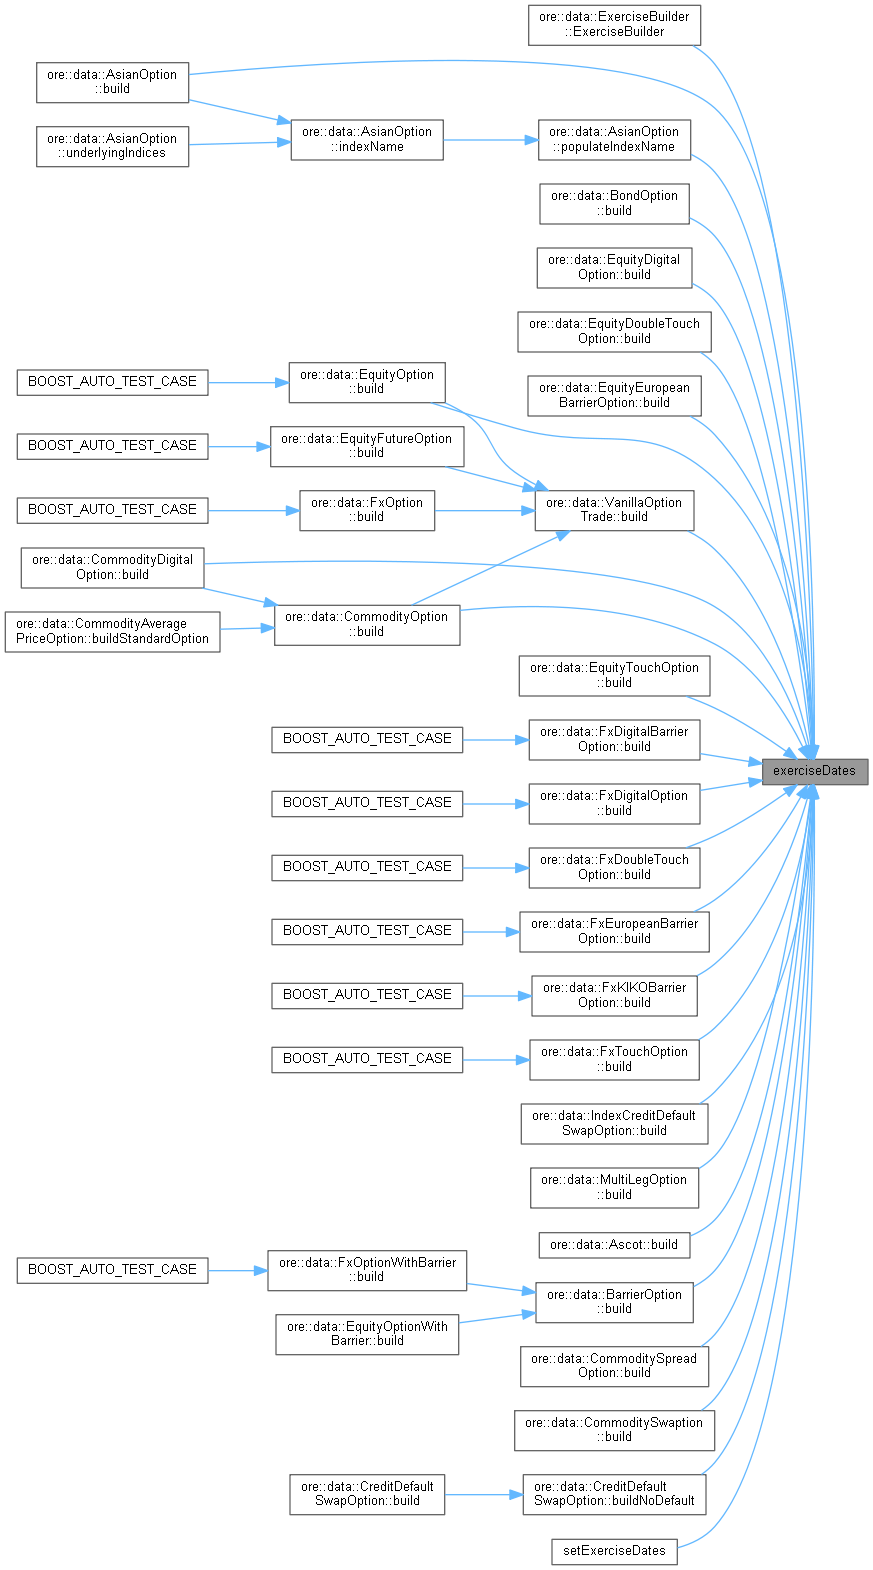 ore::data::ExerciseBuilder
::ExerciseBuilder
ore::data::AsianOption
::build
ore::data::AsianOption
::underlyingIndices
ore::data::AsianOption
::indexName
ore::data::AsianOption
::populateIndexName
ore::data::BondOption
::build
ore::data::EquityDigital
Option::build
ore::data::EquityDoubleTouch
Option::build
BOOST_AUTO_TEST_CASE
ore::data::EquityOption
::build
ore::data::EquityEuropean
BarrierOption::build
BOOST_AUTO_TEST_CASE
ore::data::EquityFutureOption
::build
BOOST_AUTO_TEST_CASE
ore::data::FxOption
::build
ore::data::VanillaOption
Trade::build
ore::data::CommodityDigital
Option::build
ore::data::CommodityAverage
PriceOption::buildStandardOption
ore::data::CommodityOption
::build
ore::data::EquityTouchOption
::build
BOOST_AUTO_TEST_CASE
ore::data::FxDigitalBarrier
Option::build
exerciseDates
BOOST_AUTO_TEST_CASE
ore::data::FxDigitalOption
::build
BOOST_AUTO_TEST_CASE
ore::data::FxDoubleTouch
Option::build
BOOST_AUTO_TEST_CASE
ore::data::FxEuropeanBarrier
Option::build
BOOST_AUTO_TEST_CASE
ore::data::FxKIKOBarrier
Option::build
BOOST_AUTO_TEST_CASE
ore::data::FxTouchOption
::build
ore::data::IndexCreditDefault
SwapOption::build
ore::data::MultiLegOption
::build
ore::data::Ascot::build
BOOST_AUTO_TEST_CASE
ore::data::FxOptionWithBarrier
::build
ore::data::BarrierOption
::build
ore::data::EquityOptionWith
Barrier::build
ore::data::CommoditySpread
Option::build
ore::data::CommoditySwaption
::build
ore::data::CreditDefault
SwapOption::build
ore::data::CreditDefault
SwapOption::buildNoDefault
setExerciseDates